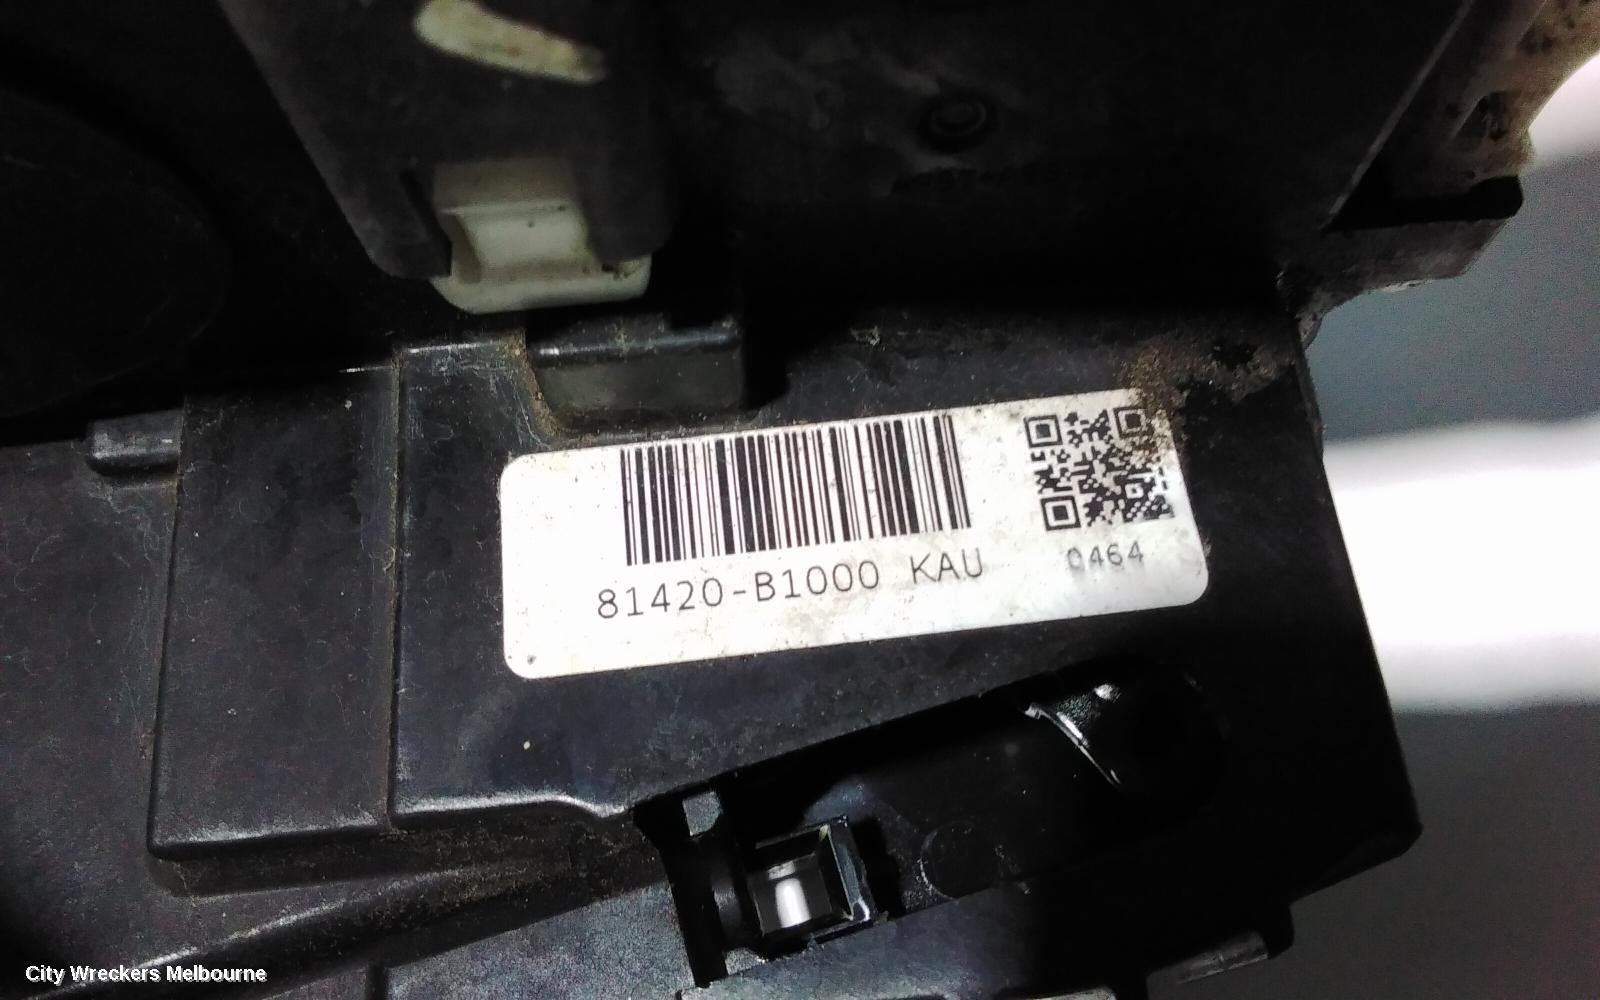 81420-B1000 KAU 0464
City Wreckers Melbourne